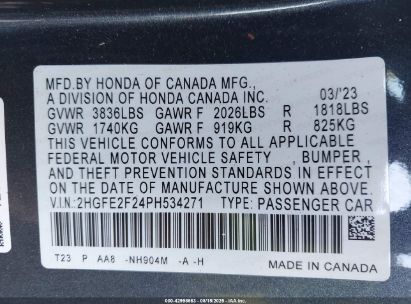 MFD.BY HONDA OF CANADA MFG.,
A DIVISION OF HONDA CANADA INC. 03/'23
GVWR 3836LBS GAWR F 2026LBS R 1818LBS
GVWR 1740KG GAWR F 919KG R 825KG
THIS VEHICLE CONFORMS TO ALL APPLICABLE
FEDERAL MOTOR VEHICLE SAFETY , BUMPER ,
AND THEFT PREVENTION STANDARDS IN EFFECT
ON THE DATE OF MANUFACTURE SHOWN ABOVE.
V.I.N.:2HGFE2F24PH534271 TYPE: PASSENGER CAR
T23 P AA8 -NH904M -A -H
MADE IN CANADA